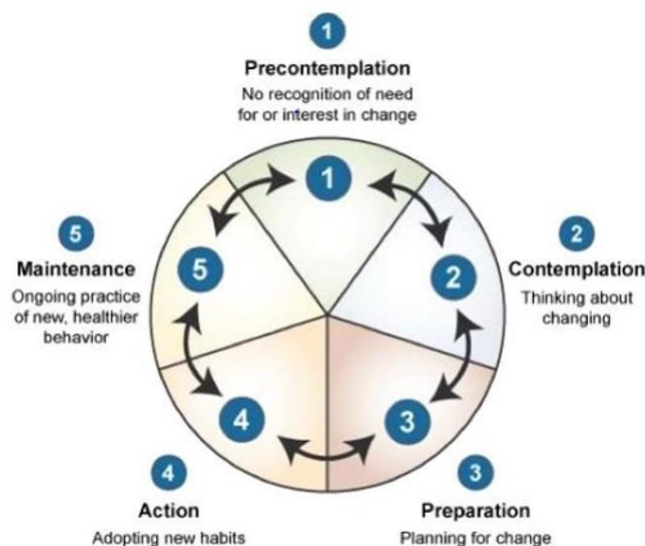 1
Precontemplation
No recognition of need
for or interest in change
1
5
Maintenance
Ongoing practice
of new, healthier
behavior
5
2
2
Contemplation
Thinking about
changing
4
3
4
Action
Adopting new habits
3
Preparation
Planning for change